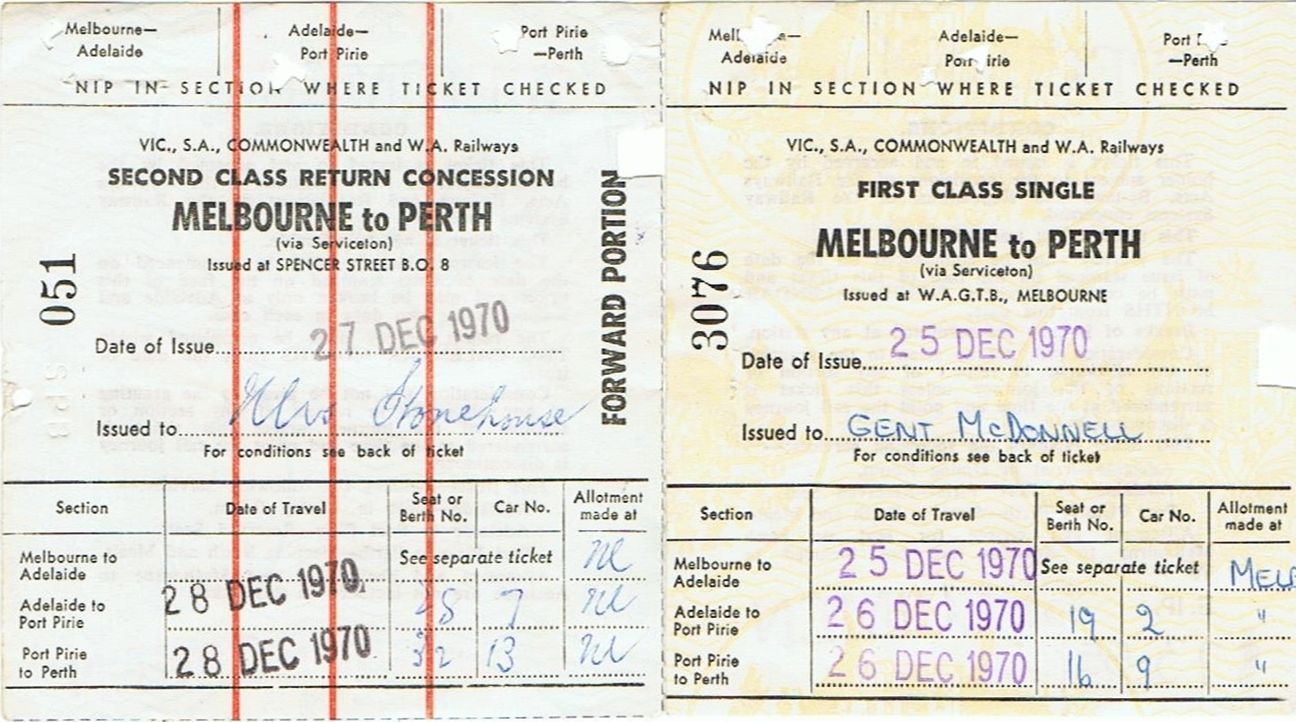 Melbourne—
Adelaide
Adelaide—
Port Pirie
Port Pirie
—Perth
NIP IN SECTION WHERE TICKET CHECKED
VIC., S.A., COMMONWEALTH and W.A. Railways
SECOND CLASS RETURN CONCESSION
MELBOURNE to PERTH
(via Serviceton)
Issued at SPENCER STREET B.O. 8
051
FORWARD PORTION
Date of Issue 27 DEC 1970
Issued to Mrs Stonehouse
For conditions see back of ticket
Section Date of Travel Seat or Berth No. Car No. Allotment made at
Melbourne to Adelaide See separate ticket
Adelaide to Port Pirie 28 DEC 1970 7
Port Pirie to Perth 28 DEC 1970 32 13
Adelaide
Adelaide—
Port Pirie
Port
—Perth
NIP IN SECTION WHERE TICKET CHECKED
VIC., S.A., COMMONWEALTH and W.A. Railways
FIRST CLASS SINGLE
MELBOURNE to PERTH
(via Serviceton)
Issued at W.A.G.T.B., MELBOURNE
3076
Date of Issue 25 DEC 1970
Issued to GENT McDONNELL
For conditions see back of ticket
Section Date of Travel Seat or Berth No. Car No. Allotment made at
Melbourne to Adelaide 25 DEC 1970 See separate ticket MELB
Adelaide to Port Pirie 26 DEC 1970 19 2 "
Port Pirie to Perth 26 DEC 1970 16 9 "